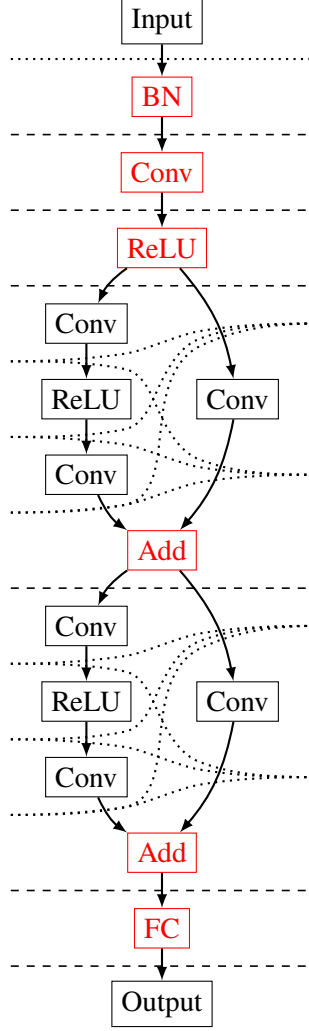 Input
BN
Conv
ReLU
Conv
ReLU
Conv
Conv
Add
Conv
ReLU
Conv
Conv
Add
FC
Output